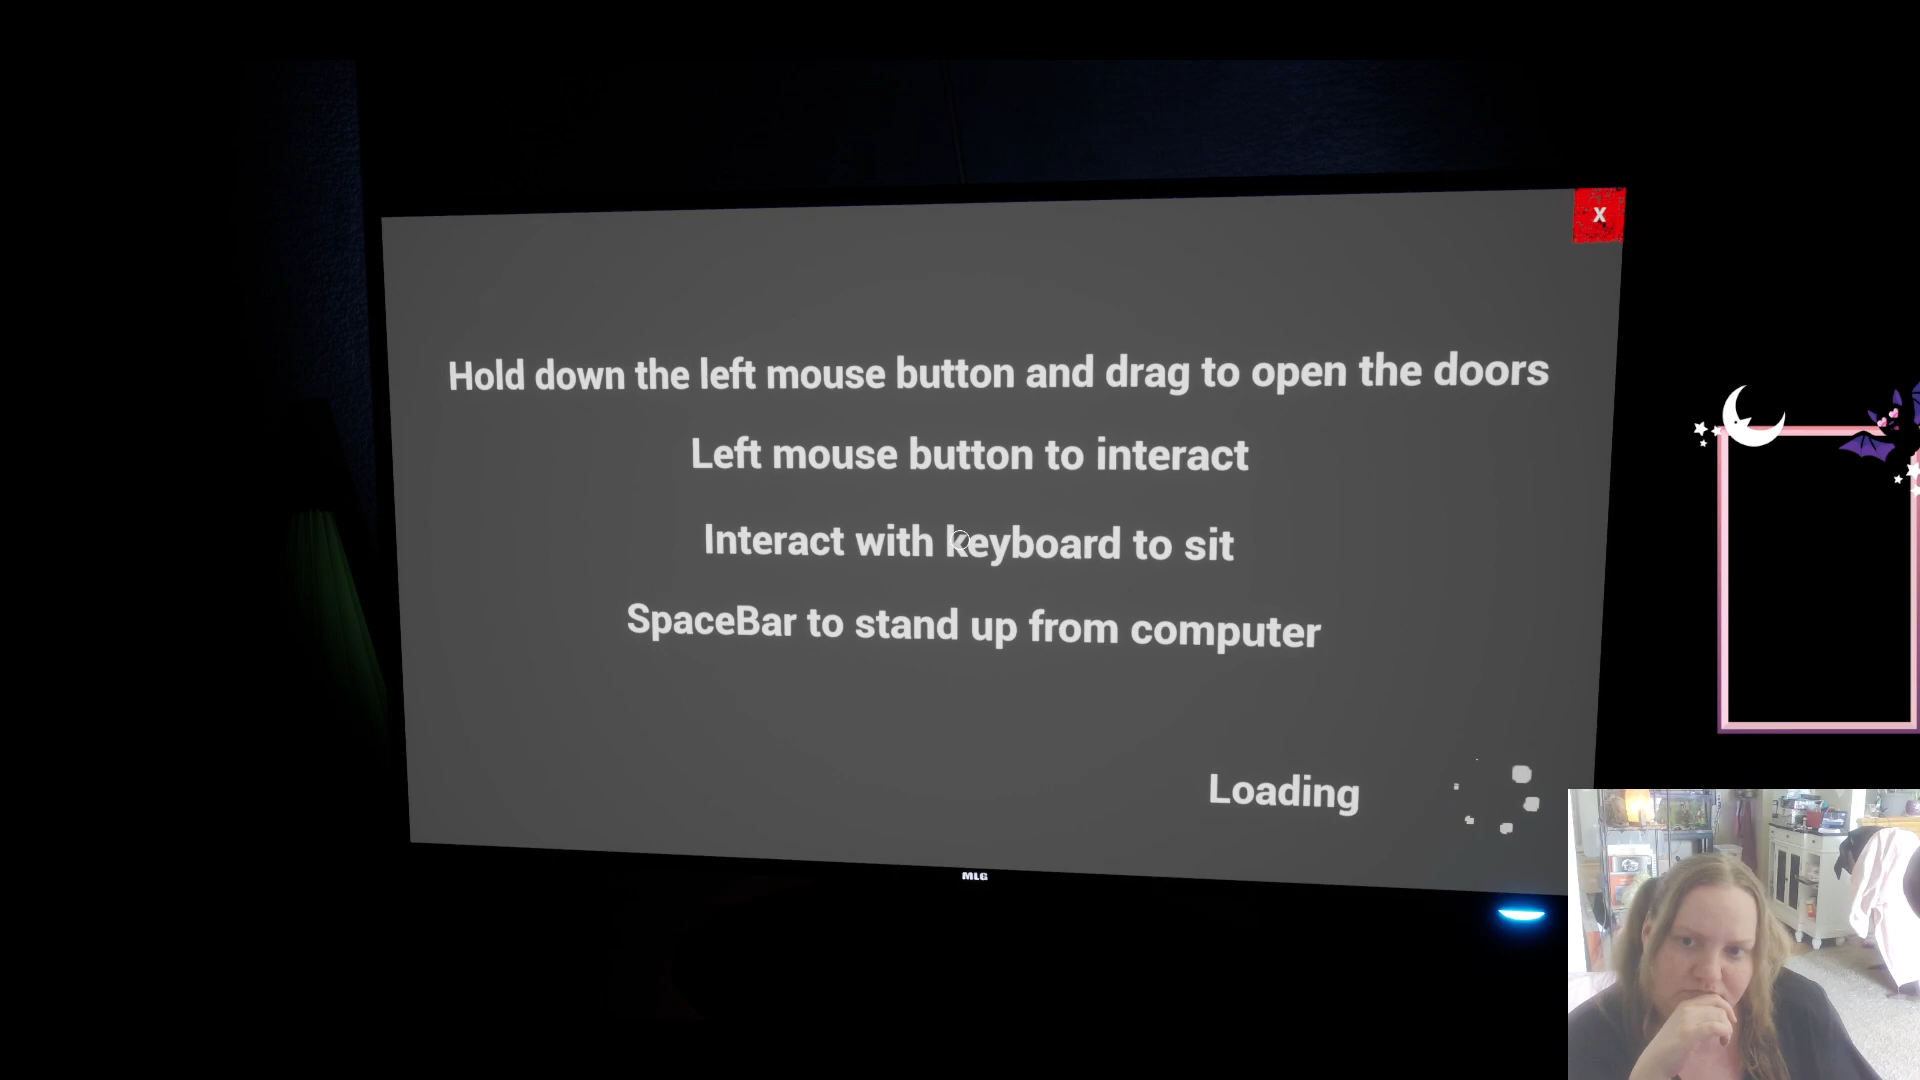 X
Hold down the left mouse button and drag to open the doors
Left mouse button to interact
Interact with keyboard to sit
SpaceBar to stand up from computer
Loading
MLG